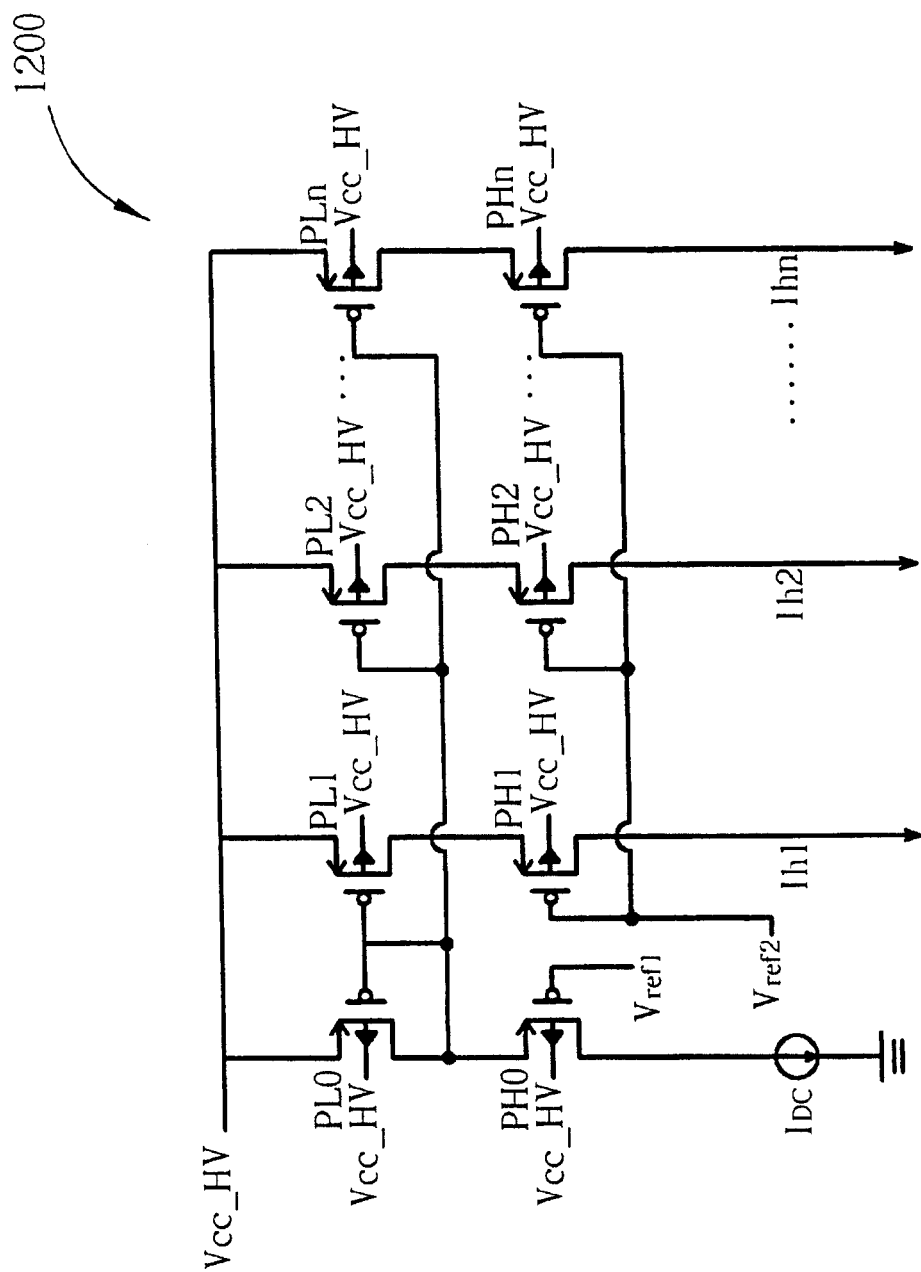 1200
Vcc_HV
PL0
Vcc_HV
PL1
Vcc_HV
PL2
Vcc_HV
....
PLn
Vcc_HV
PH0
Vcc_HV
PH1
Vcc_HV
PH2
Vcc_HV
....
PHn
Vcc_HV
Vref1
Vref2
IDC
Ih1
Ih2
......
Ihn